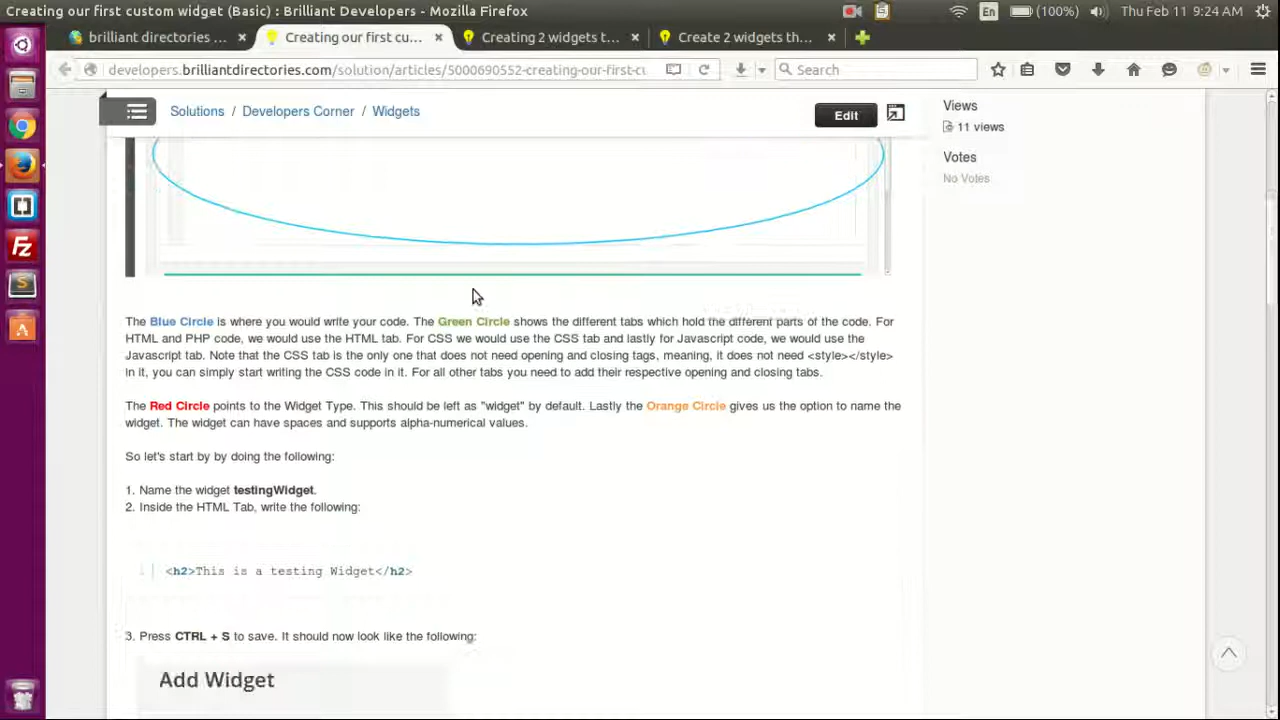 Creating our first custom widget (Basic) : Brilliant Developers - Mozilla Firefox
En
(100%)
Thu Feb 11 9:24 AM
brilliant directories ...
Creating our first cu...
Creating 2 widgets t...
Create 2 widgets th...
developers.brilliantdirectories.com/solution/articles/5000690552-creating-our-first-cu
Search
Solutions / Developers Corner / Widgets
Edit
Views
11 views
Votes
No Votes
The Blue Circle is where you would write your code. The Green Circle shows the different tabs which hold the different parts of the code. For
HTML and PHP code, we would use the HTML tab. For CSS we would use the CSS tab and lastly for Javascript code, we would use the
Javascript tab. Note that the CSS tab is the only one that does not need opening and closing tags, meaning, it does not need <style></style>
in it, you can simply start writing the CSS code in it. For all other tabs you need to add their respective opening and closing tabs.
The Red Circle points to the Widget Type. This should be left as "widget" by default. Lastly the Orange Circle gives us the option to name the
widget. The widget can have spaces and supports alpha-numerical values.
So let's start by by doing the following:
1. Name the widget testingWidget.
2. Inside the HTML Tab, write the following:
1 <h2>This is a testing Widget</h2>
3. Press CTRL + S to save. It should now look like the following:
Add Widget